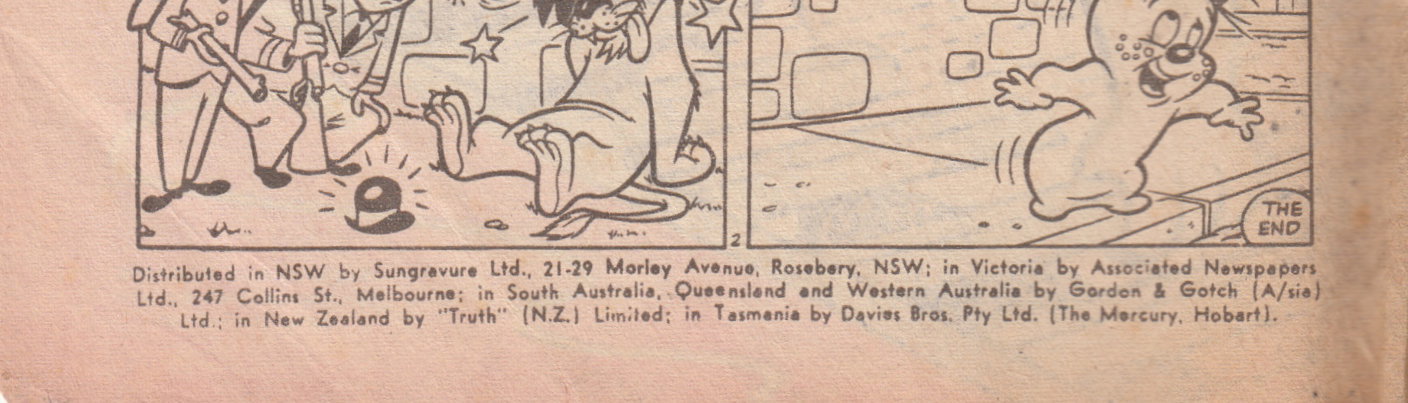 2
THE
END
Distributed in NSW by Sungravure Ltd., 21-29 Morley Avenue, Rosebery, NSW; in Victoria by Associated Newspapers
Ltd., 247 Collins St., Melbourne; in South Australia, Queensland and Western Australia by Gordon & Gotch (A/sia)
Ltd.; in New Zealand by "Truth" (N.Z.) Limited; in Tasmania by Davies Bros. Pty Ltd. (The Mercury, Hobart).